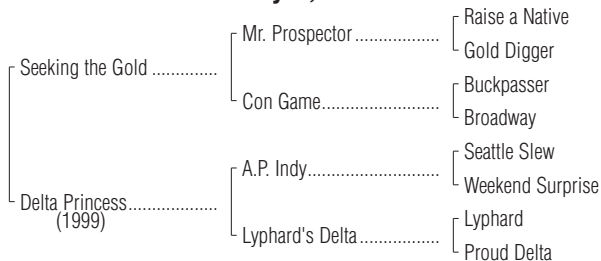 Raise a Native
Mr. Prospector ..................
Gold Digger
Seeking the Gold ..............
Buckpasser
Con Game.........................
Broadway
Seattle Slew
A.P. Indy............................
Weekend Surprise
Delta Princess...................
(1999)
Lyphard
Lyphard's Delta .................
Proud Delta